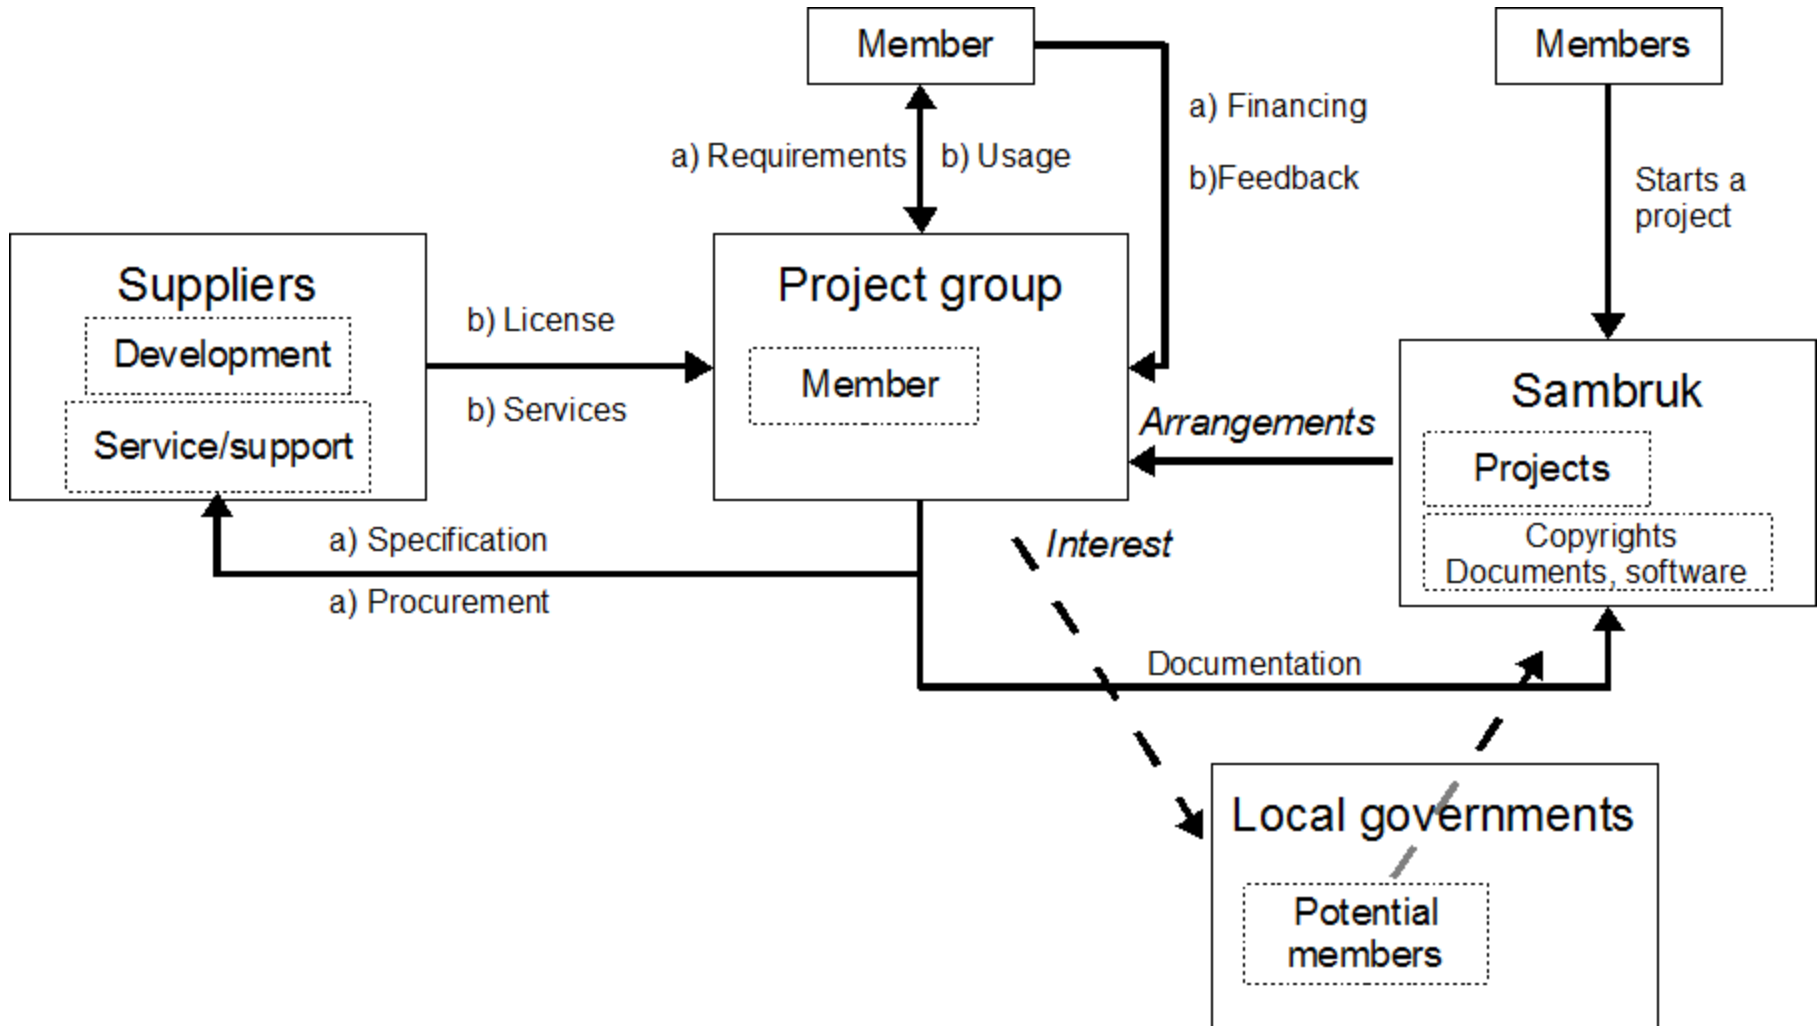 Member
Members
a) Financing
a) Requirements
b) Usage
b)Feedback
Starts a
project
Suppliers
Development
Service/support
b) License
b) Services
Project group
Member
Arrangements
Sambruk
Projects
Copyrights
Documents, software
a) Specification
a) Procurement
Interest
Documentation
Local governments
Potential
members